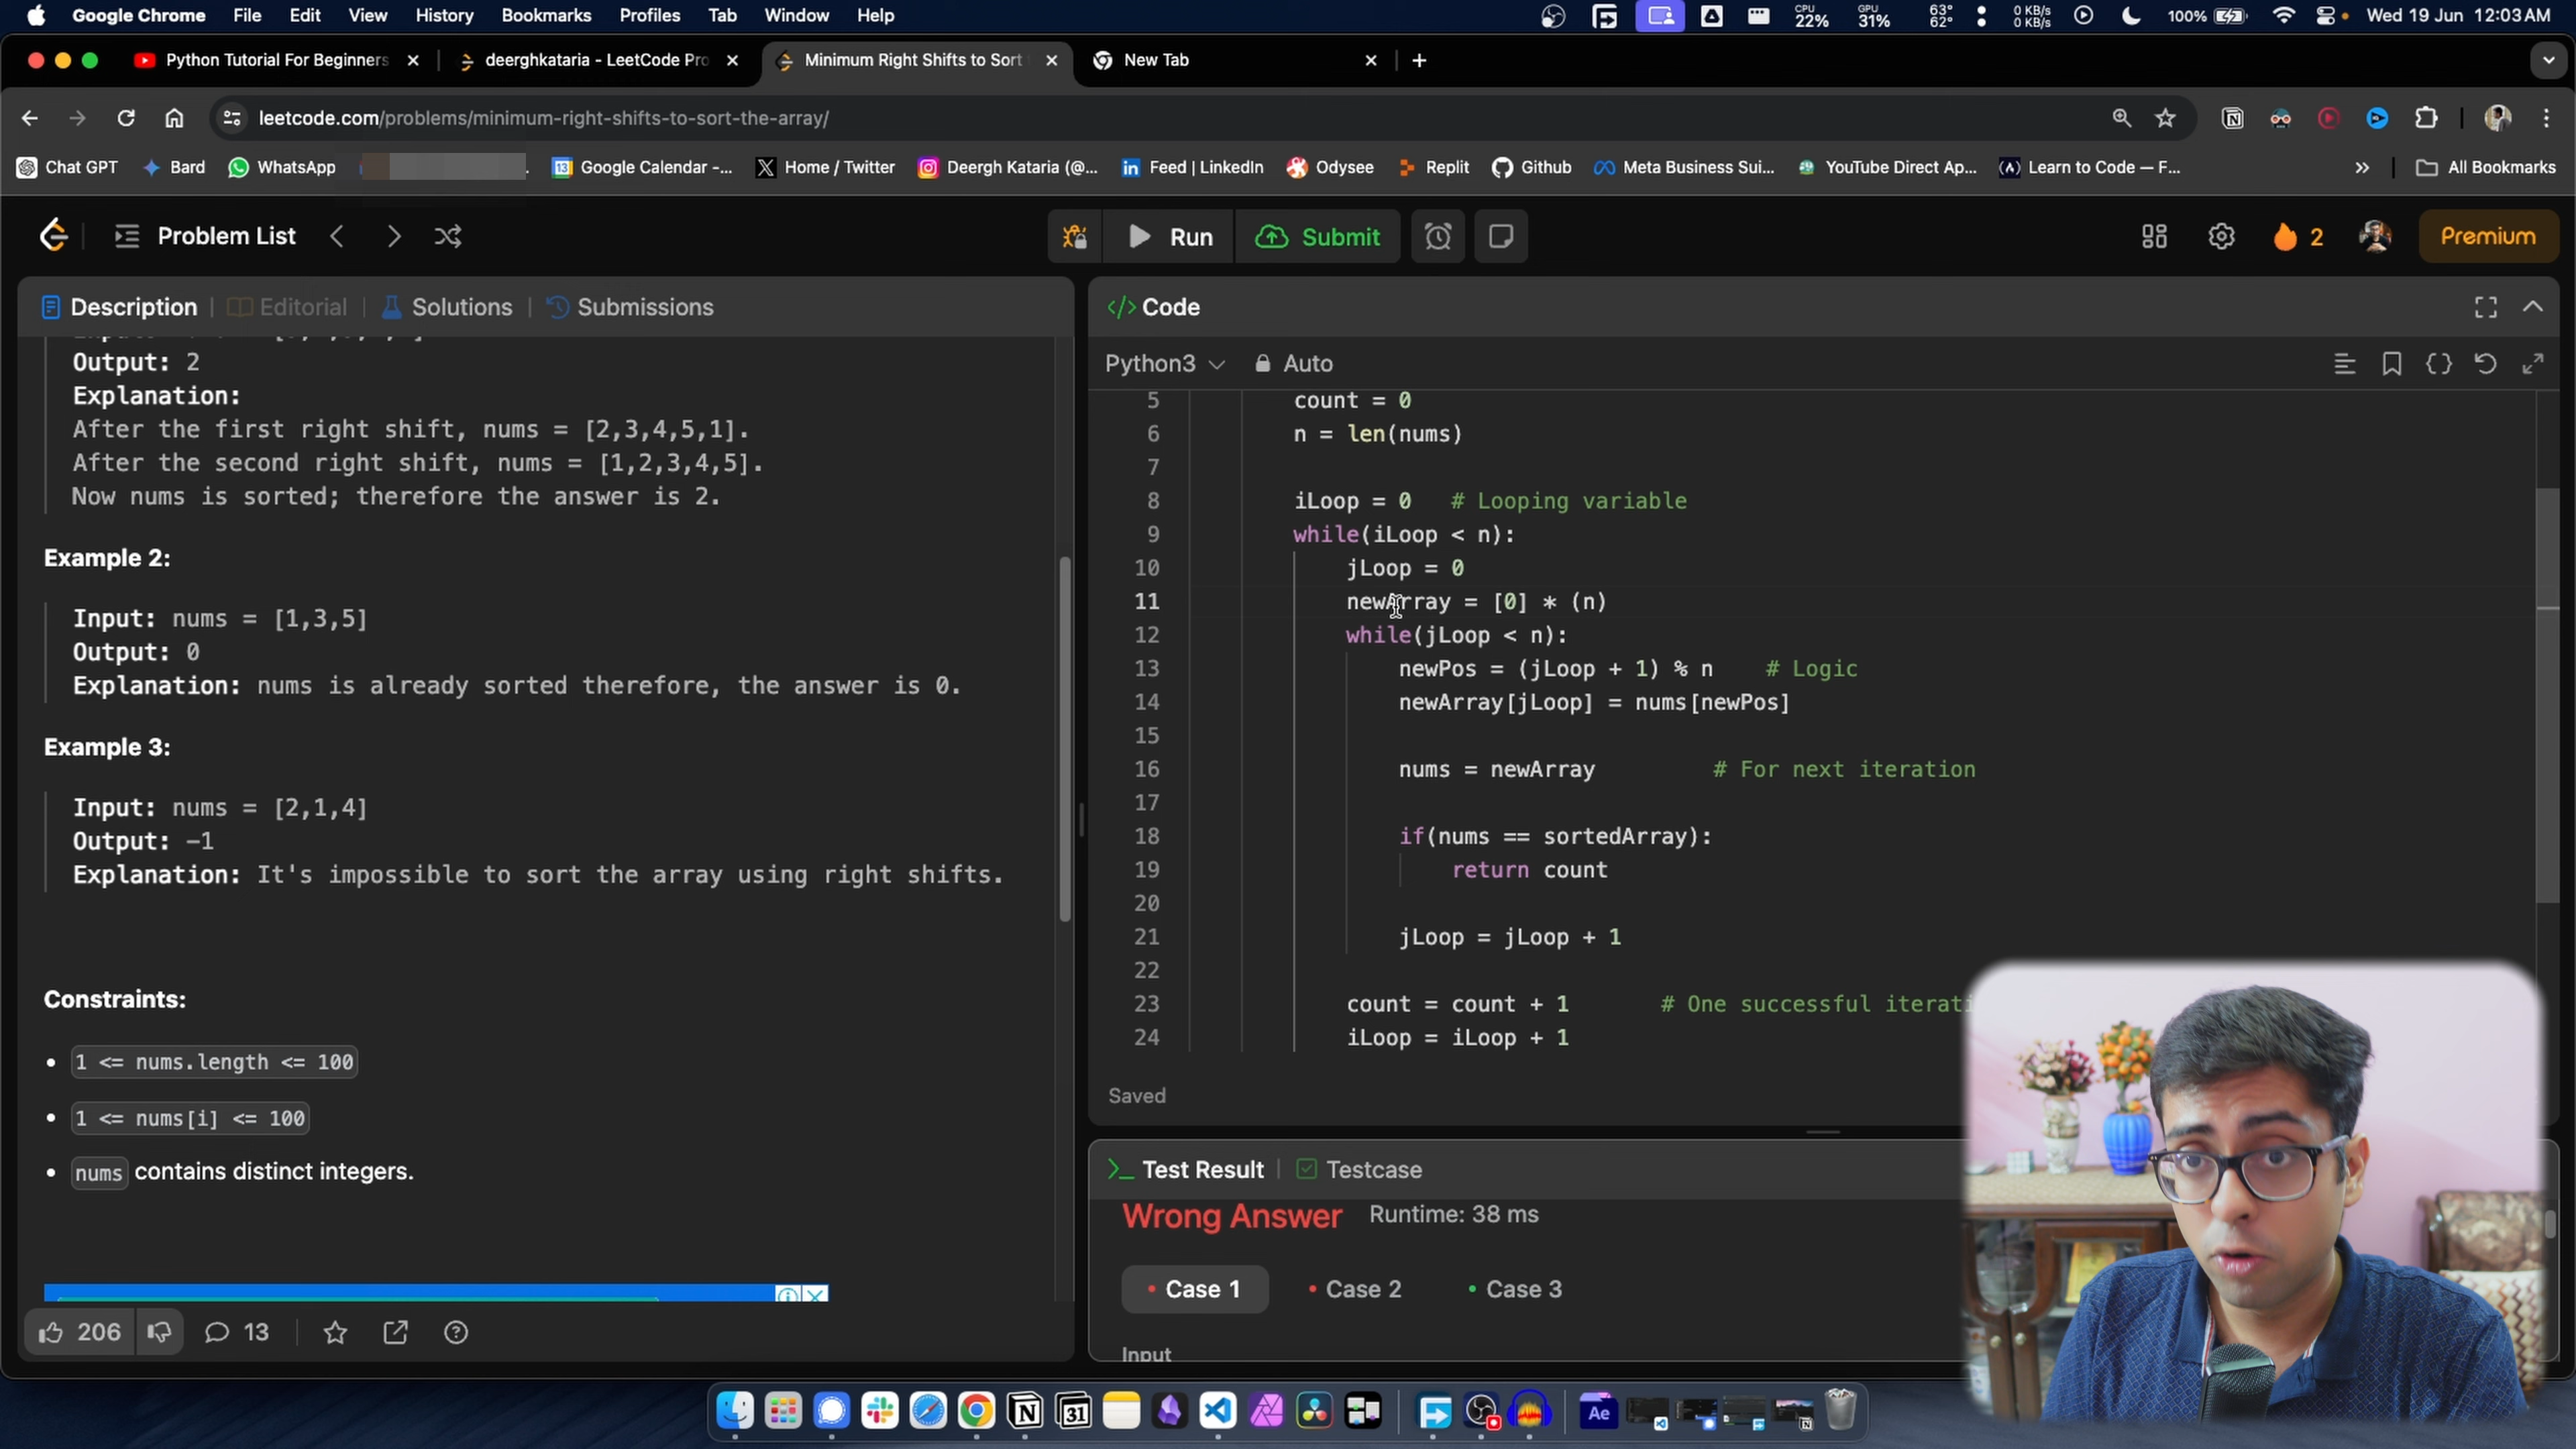 Google Chrome File Edit View History Bookmarks Profiles Tab Window Help CPU 22% GPU 31% 63° 62° 0 KB/s 0 KB/s 100% Wed 19 Jun 12:03 AM
Python Tutorial For Beginners deerghkataria - LeetCode Pro Minimum Right Shifts to Sort New Tab
leetcode.com/problems/minimum-right-shifts-to-sort-the-array/
Chat GPT Bard WhatsApp Google Calendar -... Home / Twitter Deergh Kataria (@... Feed | LinkedIn Odysee Replit Github Meta Business Sui... YouTube Direct Ap... Learn to Code — F... » All Bookmarks
Problem List Run Submit 2 Premium
Description Editorial Solutions Submissions
Output: 2
Explanation:
After the first right shift, nums = [2,3,4,5,1].
After the second right shift, nums = [1,2,3,4,5].
Now nums is sorted; therefore the answer is 2.
Example 2:
Input: nums = [1,3,5]
Output: 0
Explanation: nums is already sorted therefore, the answer is 0.
Example 3:
Input: nums = [2,1,4]
Output: -1
Explanation: It's impossible to sort the array using right shifts.
Constraints:
• 1 <= nums.length <= 100
• 1 <= nums[i] <= 100
• nums contains distinct integers.
206 13
</> Code
Python3 Auto
5 count = 0
6 n = len(nums)
7
8 iLoop = 0 # Looping variable
9 while(iLoop < n):
10 jLoop = 0
11 newArray = [0] * (n)
12 while(jLoop < n):
13 newPos = (jLoop + 1) % n # Logic
14 newArray[jLoop] = nums[newPos]
15
16 nums = newArray # For next iteration
17
18 if(nums == sortedArray):
19 return count
20
21 jLoop = jLoop + 1
22
23 count = count + 1 # One successful iterati
24 iLoop = iLoop + 1
Saved
Test Result Testcase
Wrong Answer Runtime: 38 ms
• Case 1 • Case 2 • Case 3
Input
31 Ae